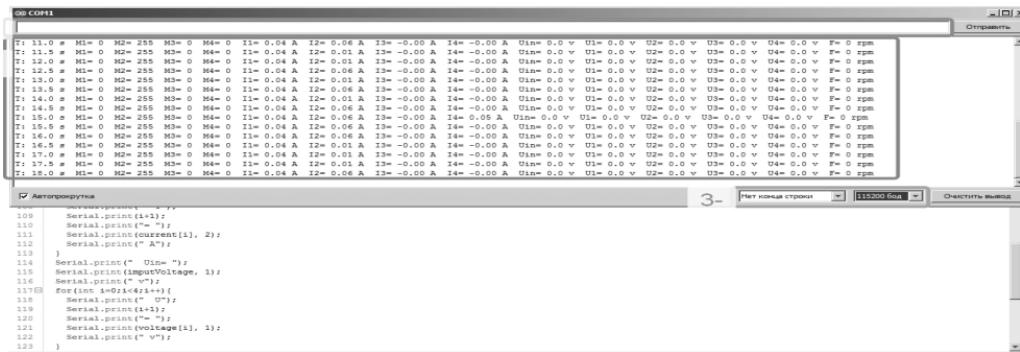 COM1
Отправить
T: 11.0 s M1= 0 M2= 255 M3= 0 M4= 0 I1= 0.04 A I2= 0.06 A I3= -0.00 A I4= -0.00 A Uin= 0.0 v U1= 0.0 v U2= 0.0 v U3= 0.0 v U4= 0.0 v F= 0 rpm
T: 11.5 s M1= 0 M2= 255 M3= 0 M4= 0 I1= 0.04 A I2= 0.01 A I3= -0.00 A I4= -0.00 A Uin= 0.0 v U1= 0.0 v U2= 0.0 v U3= 0.0 v U4= 0.0 v F= 0 rpm
T: 12.0 s M1= 0 M2= 255 M3= 0 M4= 0 I1= 0.04 A I2= 0.01 A I3= -0.00 A I4= -0.00 A Uin= 0.0 v U1= 0.0 v U2= 0.0 v U3= 0.0 v U4= 0.0 v F= 0 rpm
T: 12.5 s M1= 0 M2= 255 M3= 0 M4= 0 I1= 0.04 A I2= 0.06 A I3= -0.00 A I4= -0.00 A Uin= 0.0 v U1= 0.0 v U2= 0.0 v U3= 0.0 v U4= 0.0 v F= 0 rpm
T: 13.0 s M1= 0 M2= 255 M3= 0 M4= 0 I1= 0.04 A I2= 0.01 A I3= -0.00 A I4= -0.00 A Uin= 0.0 v U1= 0.0 v U2= 0.0 v U3= 0.0 v U4= 0.0 v F= 0 rpm
T: 13.5 s M1= 0 M2= 255 M3= 0 M4= 0 I1= 0.04 A I2= 0.06 A I3= -0.00 A I4= -0.00 A Uin= 0.0 v U1= 0.0 v U2= 0.0 v U3= 0.0 v U4= 0.0 v F= 0 rpm
T: 14.0 s M1= 0 M2= 255 M3= 0 M4= 0 I1= 0.04 A I2= 0.01 A I3= -0.00 A I4= -0.00 A Uin= 0.0 v U1= 0.0 v U2= 0.0 v U3= 0.0 v U4= 0.0 v F= 0 rpm
T: 14.5 s M1= 0 M2= 255 M3= 0 M4= 0 I1= 0.04 A I2= 0.06 A I3= -0.00 A I4= -0.00 A Uin= 0.0 v U1= 0.0 v U2= 0.0 v U3= 0.0 v U4= 0.0 v F= 0 rpm
T: 15.0 s M1= 0 M2= 255 M3= 0 M4= 0 I1= 0.04 A I2= 0.06 A I3= -0.00 A I4= 0.05 A Uin= 0.0 v U1= 0.0 v U2= 0.0 v U3= 0.0 v U4= 0.0 v F= 0 rpm
T: 15.5 s M1= 0 M2= 255 M3= 0 M4= 0 I1= 0.04 A I2= 0.06 A I3= -0.00 A I4= -0.00 A Uin= 0.0 v U1= 0.0 v U2= 0.0 v U3= 0.0 v U4= 0.0 v F= 0 rpm
T: 16.0 s M1= 0 M2= 255 M3= 0 M4= 0 I1= 0.04 A I2= 0.06 A I3= -0.00 A I4= -0.00 A Uin= 0.0 v U1= 0.0 v U2= 0.0 v U3= 0.0 v U4= 0.0 v F= 0 rpm
T: 16.5 s M1= 0 M2= 255 M3= 0 M4= 0 I1= 0.04 A I2= 0.01 A I3= -0.00 A I4= -0.00 A Uin= 0.0 v U1= 0.0 v U2= 0.0 v U3= 0.0 v U4= 0.0 v F= 0 rpm
T: 17.0 s M1= 0 M2= 255 M3= 0 M4= 0 I1= 0.04 A I2= 0.01 A I3= -0.00 A I4= -0.00 A Uin= 0.0 v U1= 0.0 v U2= 0.0 v U3= 0.0 v U4= 0.0 v F= 0 rpm
T: 17.5 s M1= 0 M2= 255 M3= 0 M4= 0 I1= 0.04 A I2= 0.01 A I3= -0.00 A I4= -0.00 A Uin= 0.0 v U1= 0.0 v U2= 0.0 v U3= 0.0 v U4= 0.0 v F= 0 rpm
T: 18.0 s M1= 0 M2= 255 M3= 0 M4= 0 I1= 0.04 A I2= 0.06 A I3= -0.00 A I4= -0.00 A Uin= 0.0 v U1= 0.0 v U2= 0.0 v U3= 0.0 v U4= 0.0 v F= 0 rpm
Автопрокрутка 3- Нет конца строки 115200 бод Очистить вывод
109 Serial.print(i+1);
110 Serial.print("= ");
111 Serial.print(current[i], 2);
112 Serial.print(" A");
113 }
114 Serial.print(" Uin= ");
115 Serial.print(imputVoltage, 1);
116 Serial.print(" v");
117 for(int i=0;i<4;i++){
118 Serial.print(" U");
119 Serial.print(i+1);
120 Serial.print("= ");
121 Serial.print(voltage[i], 1);
122 Serial.print(" v");
123 }